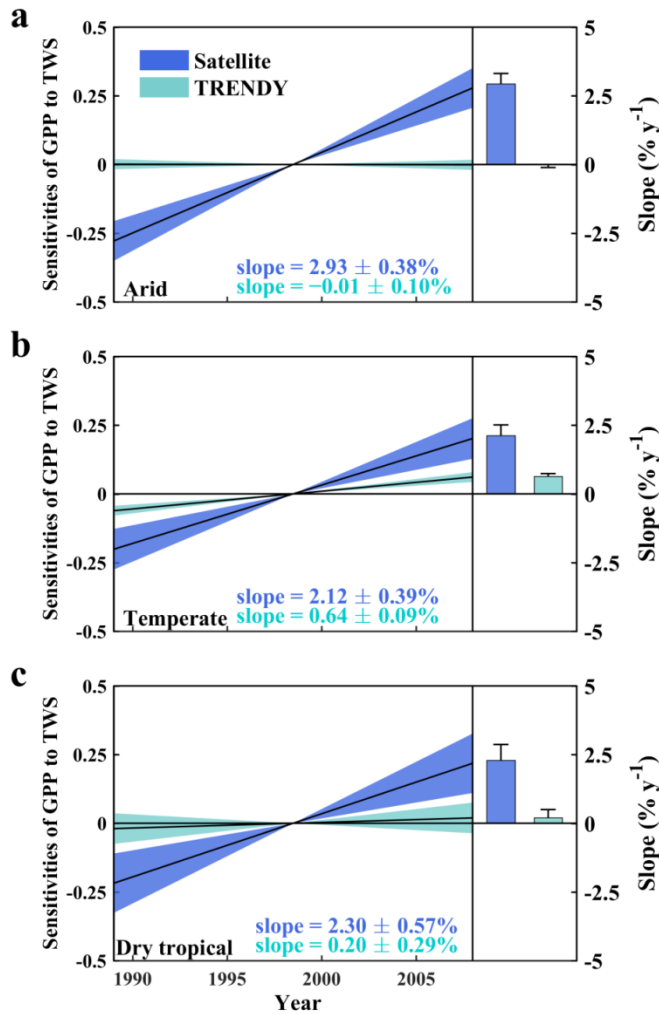 a
Satellite
TRENDY
Sensitivities of GPP to TWS
0.5
0.25
0
-0.25
-0.5
slope = 2.93 ± 0.38%
slope = −0.01 ± 0.10%
Arid
5
2.5
0
-2.5
-5
Slope (% y⁻¹)
b
Sensitivities of GPP to TWS
0.5
0.25
0
-0.25
-0.5
slope = 2.12 ± 0.39%
slope = 0.64 ± 0.09%
Temperate
5
2.5
0
-2.5
-5
Slope (% y⁻¹)
c
Sensitivities of GPP to TWS
0.5
0.25
0
-0.25
-0.5
slope = 2.30 ± 0.57%
slope = 0.20 ± 0.29%
Dry tropical
5
2.5
0
-2.5
-5
Slope (% y⁻¹)
1990 1995 2000 2005
Year